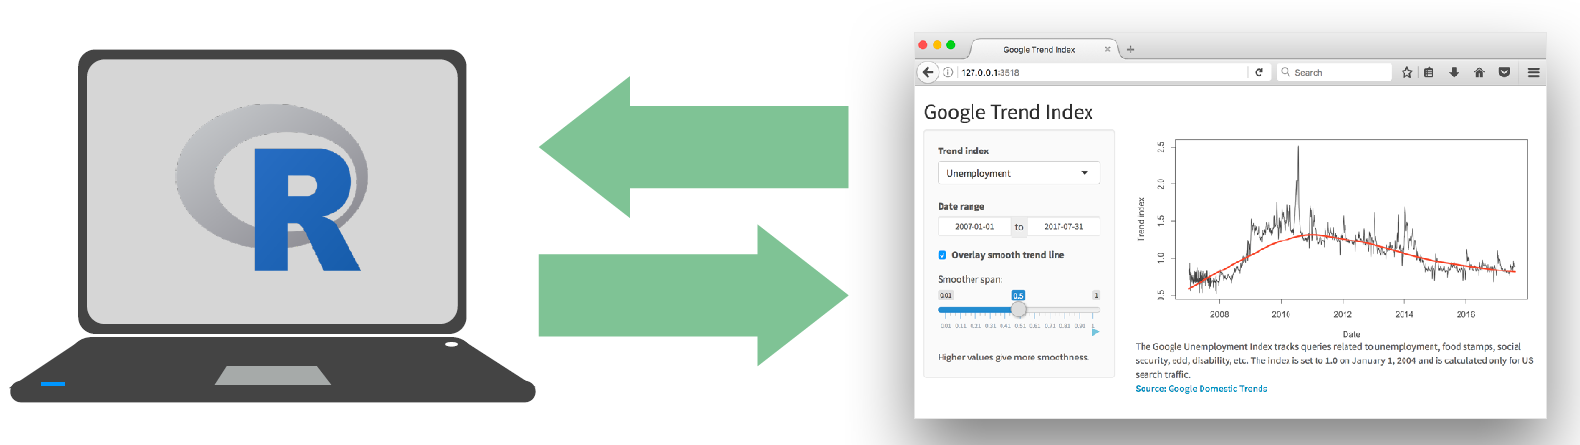 R
Google Trend Index
127.0.0.1:3518
Search
Google Trend Index
Trend index
Unemployment
Date range
2007-01-01 to 2017-07-31
Overlay smooth trend line
Smoother span:
0.01 0.5 1
0.01 0.11 0.21 0.31 0.41 0.51 0.61 0.71 0.81 0.91 1
Higher values give more smoothness.
Trend index
2.5
2.0
1.5
1.0
0.5
2008 2010 2012 2014 2016
Date
The Google Unemployment Index tracks queries related to unemployment, food stamps, social
security, edd, disability, etc. The index is set to 1.0 on January 1, 2004 and is calculated only for US
search traffic.
Source: Google Domestic Trends